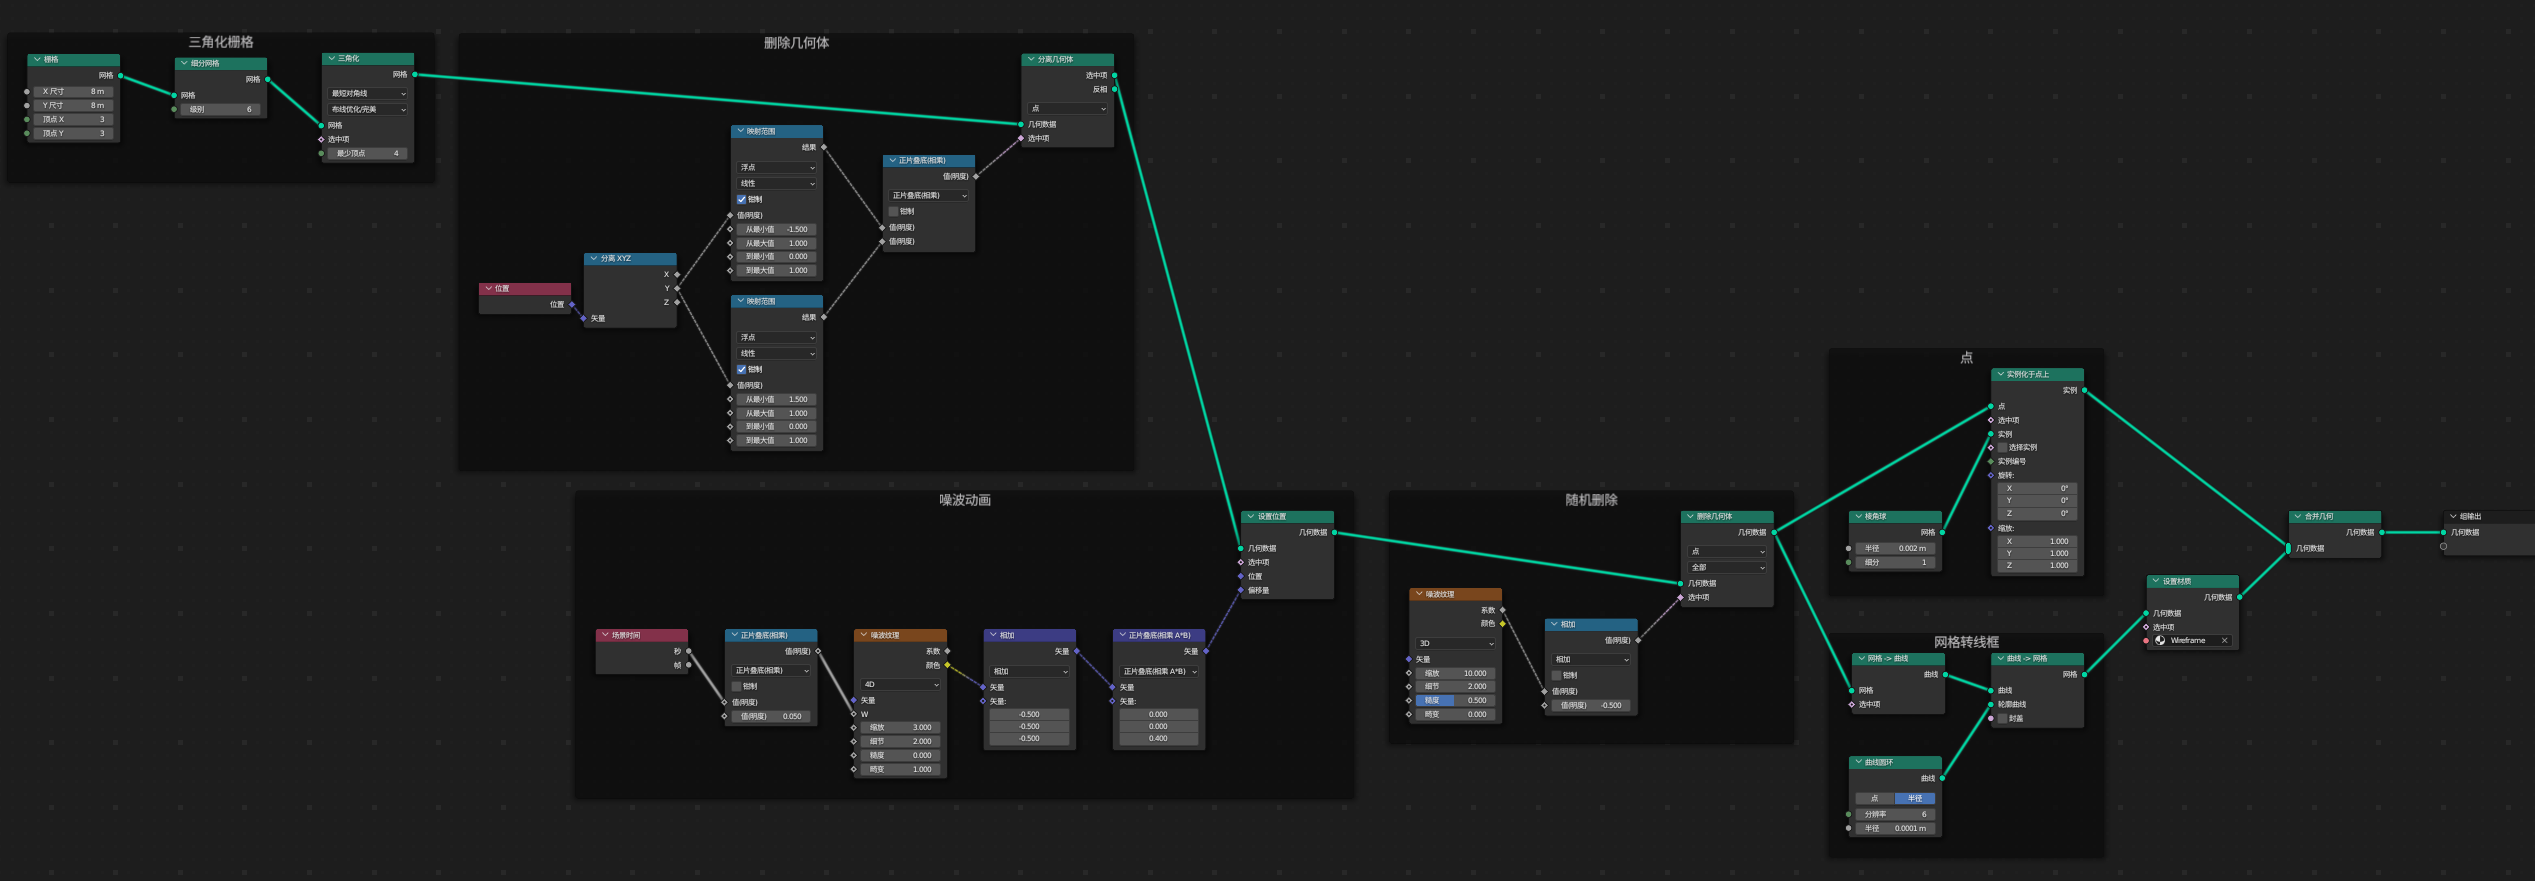 三角化栅格
栅格
网格
X 尺寸 8 m
Y 尺寸 8 m
顶点 X 3
顶点 Y 3
细分网格
网格
网格
级别 6
三角化
网格
最短对角线
布线优化/完美
网格
选中项
最少顶点 4
删除几何体
位置
位置
分离 XYZ
X
Y
Z
矢量
映射范围
结果
浮点
线性
钳制
值(明度)
从最小值 -1.500
从最大值 1.000
到最小值 0.000
到最大值 1.000
映射范围
结果
浮点
线性
钳制
值(明度)
从最小值 1.500
从最大值 1.000
到最小值 0.000
到最大值 1.000
正片叠底(相乘)
值(明度)
正片叠底(相乘)
钳制
值(明度)
值(明度)
分离几何体
选中项
反相
点
几何数据
选中项
噪波动画
场景时间
秒
帧
正片叠底(相乘)
值(明度)
正片叠底(相乘)
钳制
值(明度)
值(明度) 0.050
噪波纹理
系数
颜色
4D
矢量
W
缩放 3.000
细节 2.000
糙度 0.000
畸变 1.000
相加
矢量
相加
矢量
矢量:
-0.500
-0.500
-0.500
正片叠底(相乘 A*B)
矢量
正片叠底(相乘 A*B)
矢量
矢量:
0.000
0.000
0.400
设置位置
几何数据
几何数据
选中项
位置
偏移量
随机删除
噪波纹理
系数
颜色
3D
矢量
缩放 10.000
细节 2.000
糙度 0.500
畸变 0.000
相加
值(明度)
相加
钳制
值(明度)
值(明度) -0.500
删除几何体
几何数据
点
全部
几何数据
选中项
点
棱角球
网格
半径 0.002 m
细分 1
实例化于点上
实例
点
选中项
实例
选择实例
实例编号
旋转:
X 0°
Y 0°
Z 0°
缩放:
X 1.000
Y 1.000
Z 1.000
网格转线框
网格 -> 曲线
曲线
网格
选中项
曲线圆环
曲线
点 半径
分辨率 6
半径 0.0001 m
曲线 -> 网格
网格
曲线
轮廓曲线
封盖
设置材质
几何数据
几何数据
选中项
Wireframe
合并几何
几何数据
几何数据
组输出
几何数据